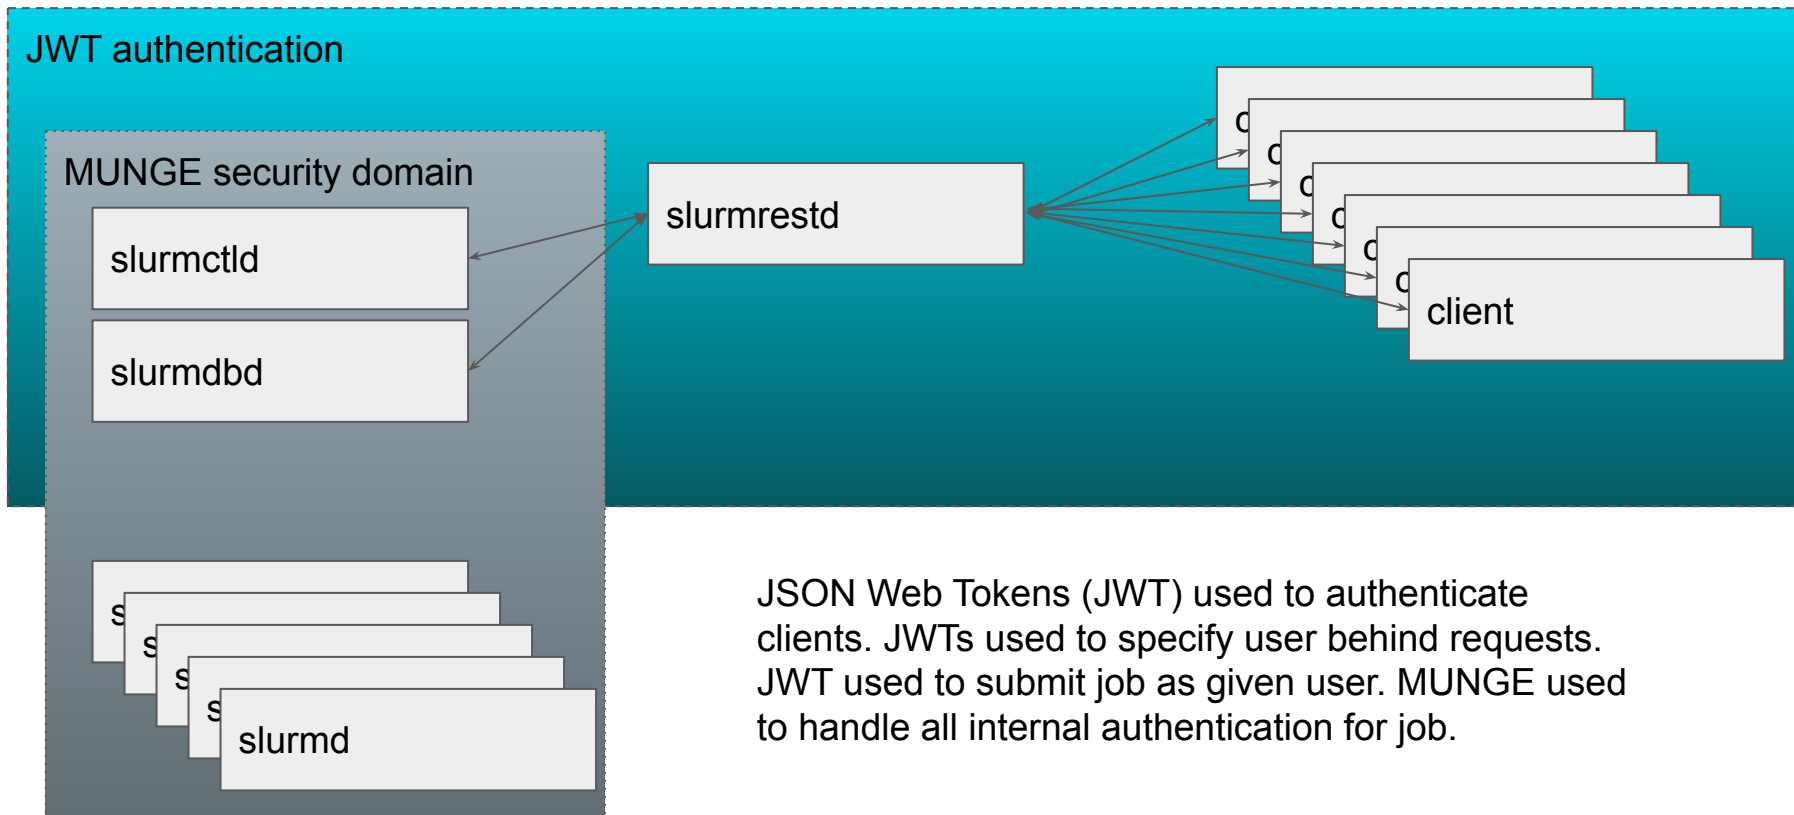 JWT authentication
MUNGE security domain
slurmctld
slurmdbd
s
s
s
s
slurmd
slurmrestd
c
c
c
c
c
c
client
JSON Web Tokens (JWT) used to authenticate
clients. JWTs used to specify user behind requests.
JWT used to submit job as given user. MUNGE used
to handle all internal authentication for job.